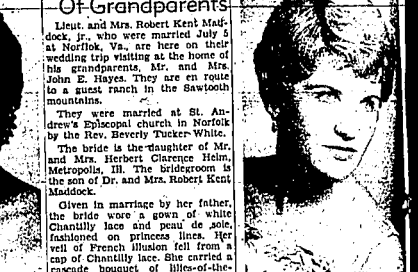 Of Grandparents
Lieut. and Mrs. Robert Kent Mat-
dock, jr., who were married July 5
at Norflok, Va., are here on their
wedding trip visiting at the home of
his grandparents, Mr. and Mrs.
John E. Hayes. They are en route
to a guest ranch in the Sawtooth
mountains.
They were married at St. An-
drew's Episcopal church in Norfolk
by the Rev. Beverly Tucker White.
The bride is the daughter of Mr.
and Mrs. Herbert Clarence Helm,
Metropolis, Ill. The bridegroom is
the son of Dr. and Mrs. Robert Kent
Maddock.
Given in marriage by her father,
the bride wore a gown of white
Chantilly lace and peau de soie,
fashioned on princess lines. Her
veil of French illusion fell from a
cap of Chantilly lace. She carried a
cascade bouquet of lilies-of-the-